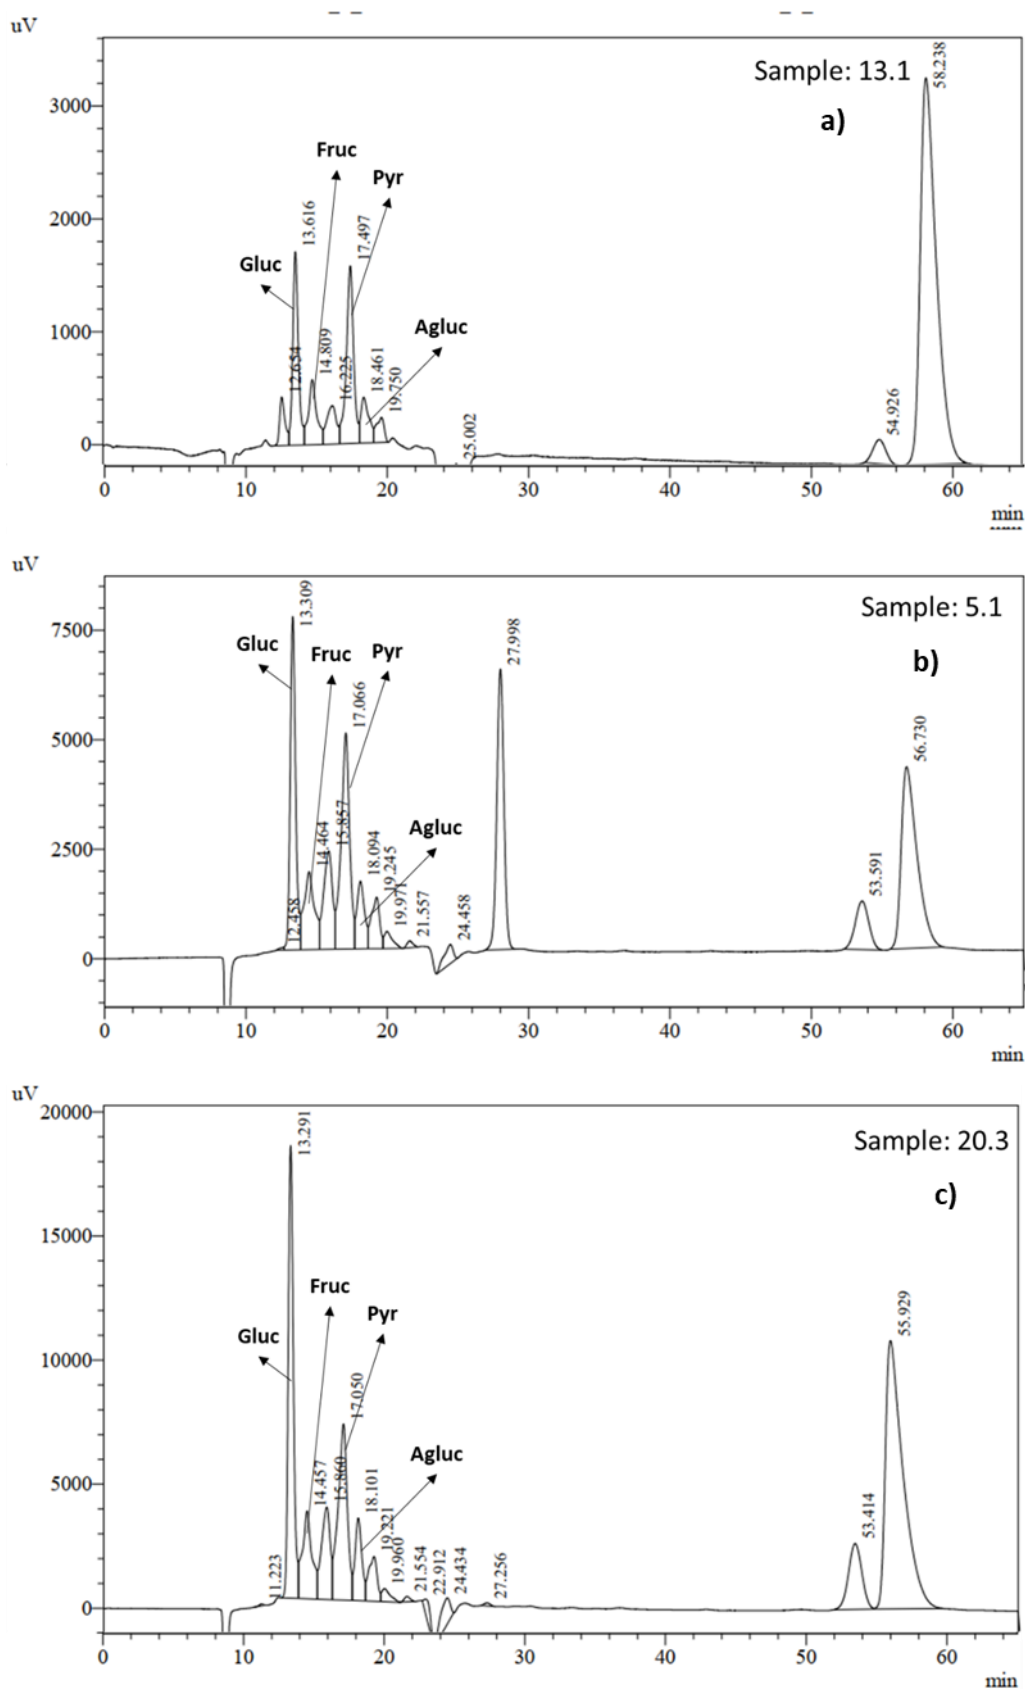 uV
Sample: 13.1
a)
58.238
3000
Fruc
Pyr
13.616
2000
17.497
Gluc
Agluc
1000
12.654
14.809
16.225
18.461
19.750
54.926
25.002
0
0 10 20 30 40 50 60
min
uV
Sample: 5.1
b)
13.309
7500
Gluc
Fruc
Pyr
27.998
17.066
5000
56.730
Agluc
15.857
14.464
2500
18.094
19.245
53.591
12.458
19.971
21.557
24.458
0
0 10 20 30 40 50 60
min
uV
20000
Sample: 20.3
c)
13.291
15000
Fruc
Pyr
Gluc
55.929
10000
17.050
Agluc
14.457
15.860
18.101
5000
19.221
53.414
11.223
19.960
21.554
22.912
24.434
27.256
0
0 10 20 30 40 50 60
min